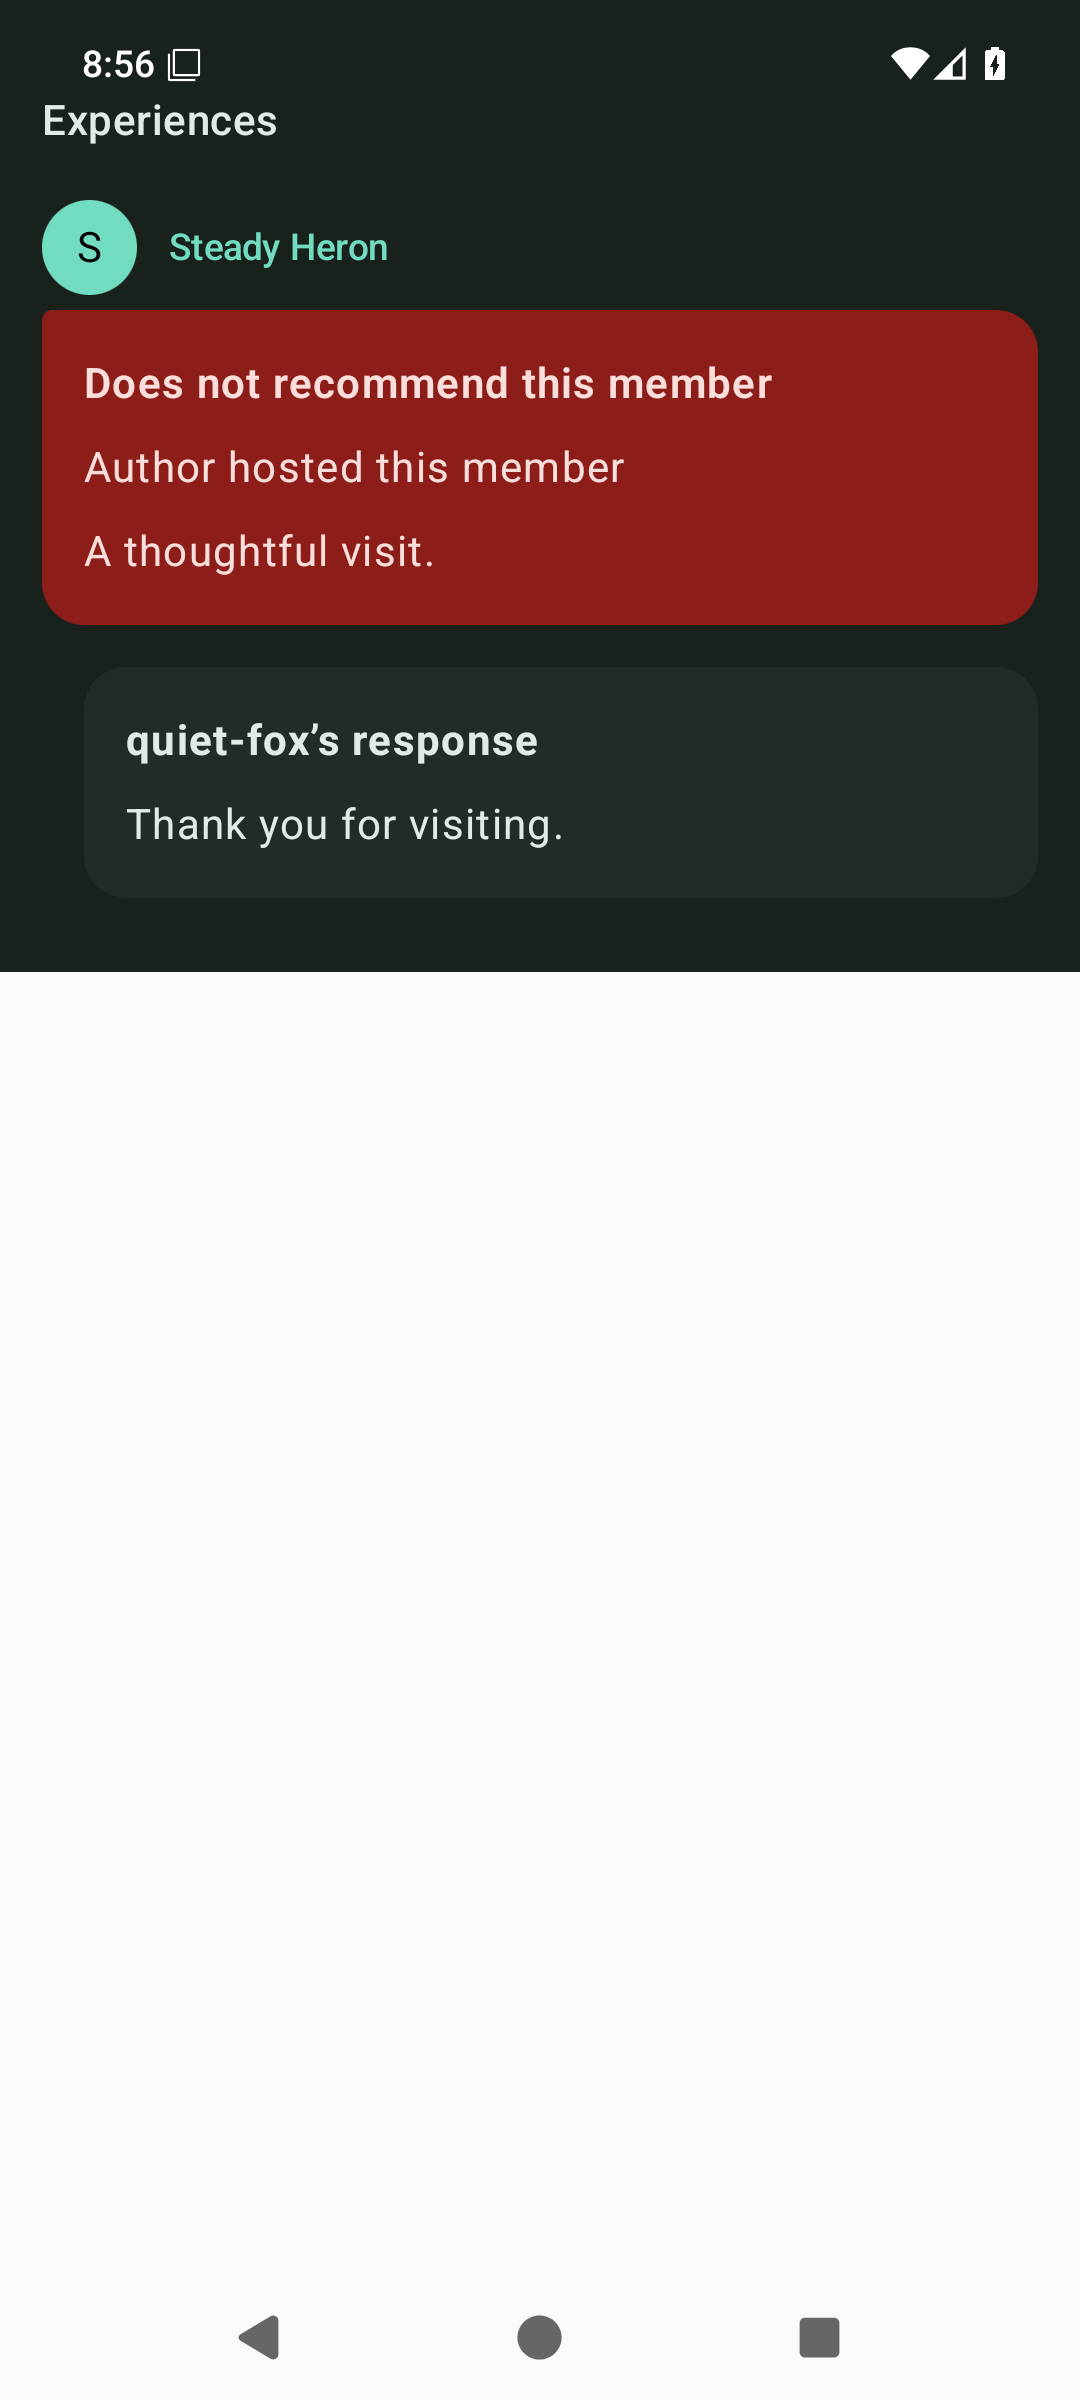 8:56
Experiences
S
Steady Heron
Does not recommend this member
Author hosted this member
A thoughtful visit.
quiet-fox’s response
Thank you for visiting.